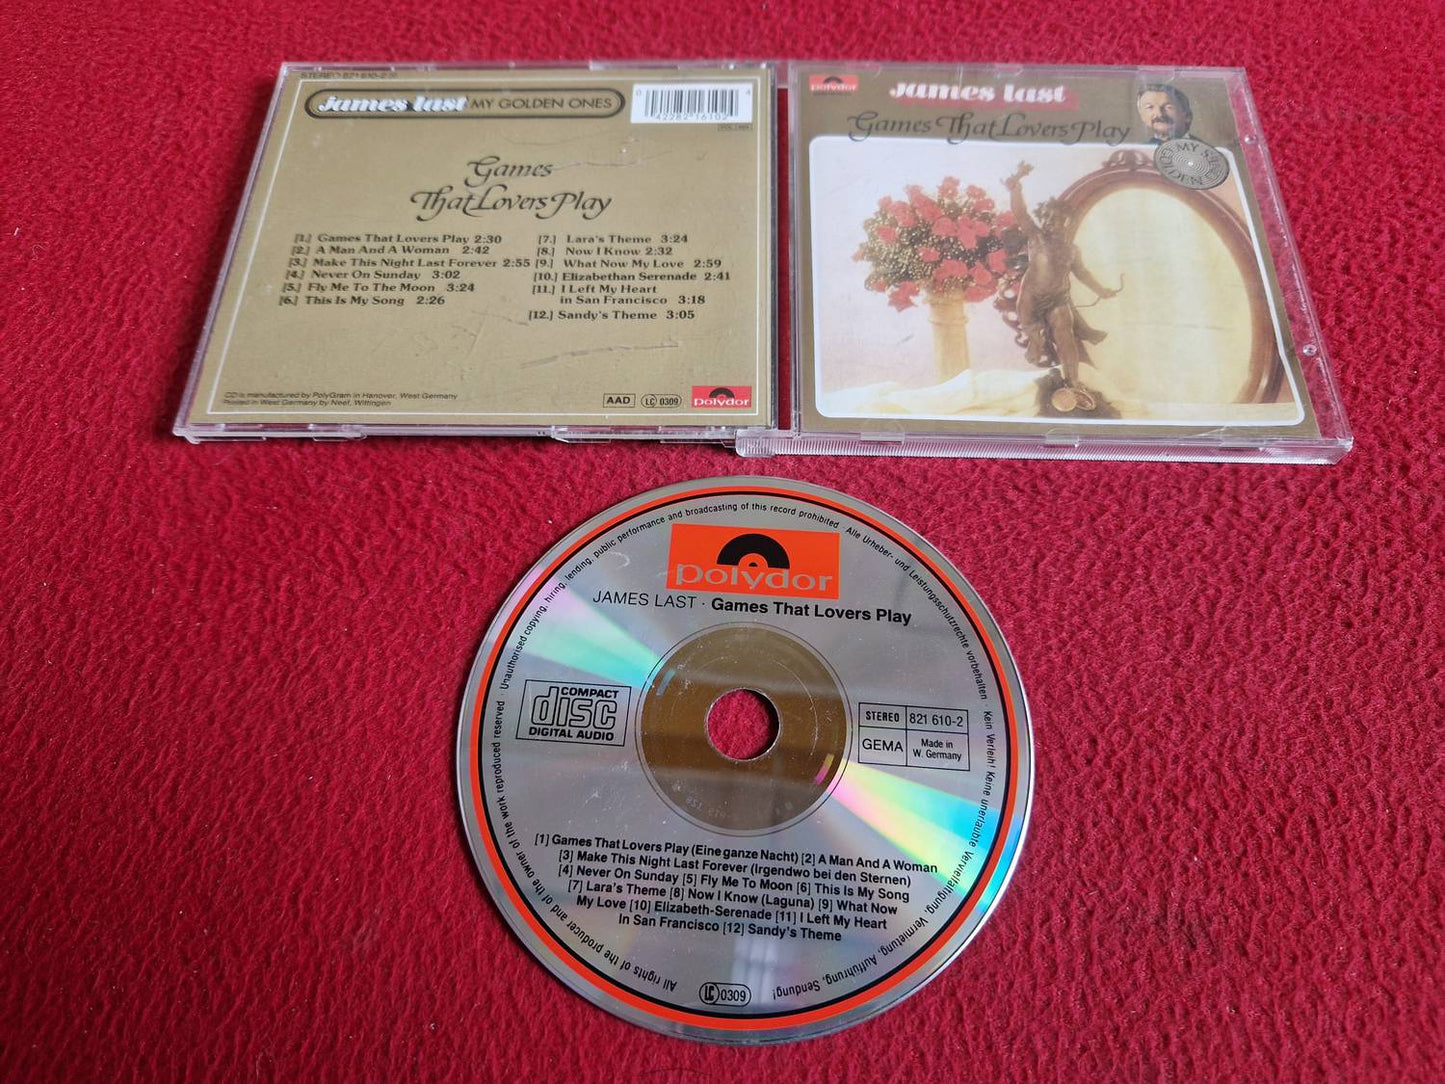 STEREO 821 610-2
james last MY GOLDEN ONES
0 42282 16102 4
Games
That Lovers Play
[1.] Games That Lovers Play 2:30
[2.] A Man And A Woman 2:42
[3.] Make This Night Last Forever 2:55
[4.] Never On Sunday 3:02
[5.] Fly Me To The Moon 3:24
[6.] This Is My Song 2:26
[7.] Lara's Theme 3:24
[8.] Now I Know 2:32
[9.] What Now My Love 2:59
[10.] Elizabethan Serenade 2:41
[11.] I Left My Heart
in San Francisco 3:18
[12.] Sandy's Theme 3:05
CD is manufactured by PolyGram in Hanover, West Germany
Printed in West Germany by Neef, Wittingen
AAD
LC 0309
polydor
polydor
james last
Games That Lovers Play
MY GOLDEN
polydor
JAMES LAST · Games That Lovers Play
COMPACT
disc
DIGITAL AUDIO
STEREO 821 610-2
GEMA Made in
W. Germany
[1] Games That Lovers Play (Eine ganze Nacht) [2] A Man And A Woman
[3] Make This Night Last Forever (Irgendwo bei den Sternen)
[4] Never On Sunday [5] Fly Me To Moon [6] This Is My Song
[7] Lara's Theme [8] Now I Know (Laguna) [9] What Now
My Love [10] Elizabeth-Serenade [11] I Left My Heart
In San Francisco [12] Sandy's Theme
LC 0309
All rights of the producer and of the owner of the work reproduced reserved · Unauthorised copying, hiring, lending, public performance and broadcasting of this record prohibited · Alle Urheber- und Leistungsschutzrechte vorbehalten · Kein Verleih! Keine unerlaubte Vervielfältigung, Vermietung, Aufführung, Sendung!